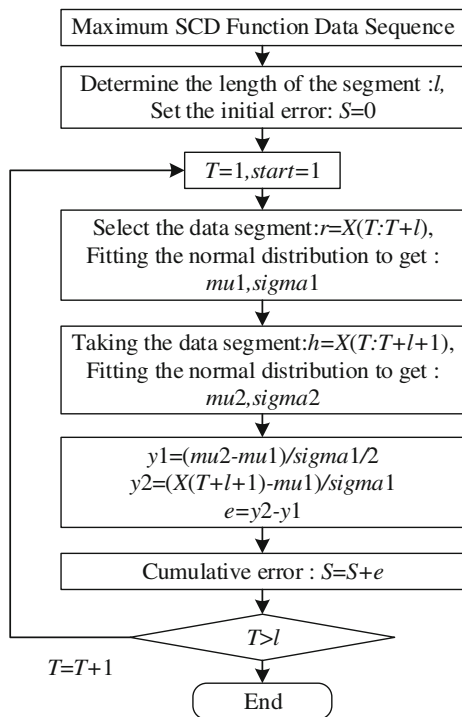 Maximum SCD Function Data Sequence
Determine the length of the segment :l,
Set the initial error: S=0
T=1,start=1
Select the data segment:r=X(T:T+l),
Fitting the normal distribution to get :
mu1,sigma1
Taking the data segment:h=X(T:T+l+1),
Fitting the normal distribution to get :
mu2,sigma2
y1=(mu2-mu1)/sigma1/2
y2=(X(T+l+1)-mu1)/sigma1
e=y2-y1
Cumulative error : S=S+e
T>l
T=T+1
End